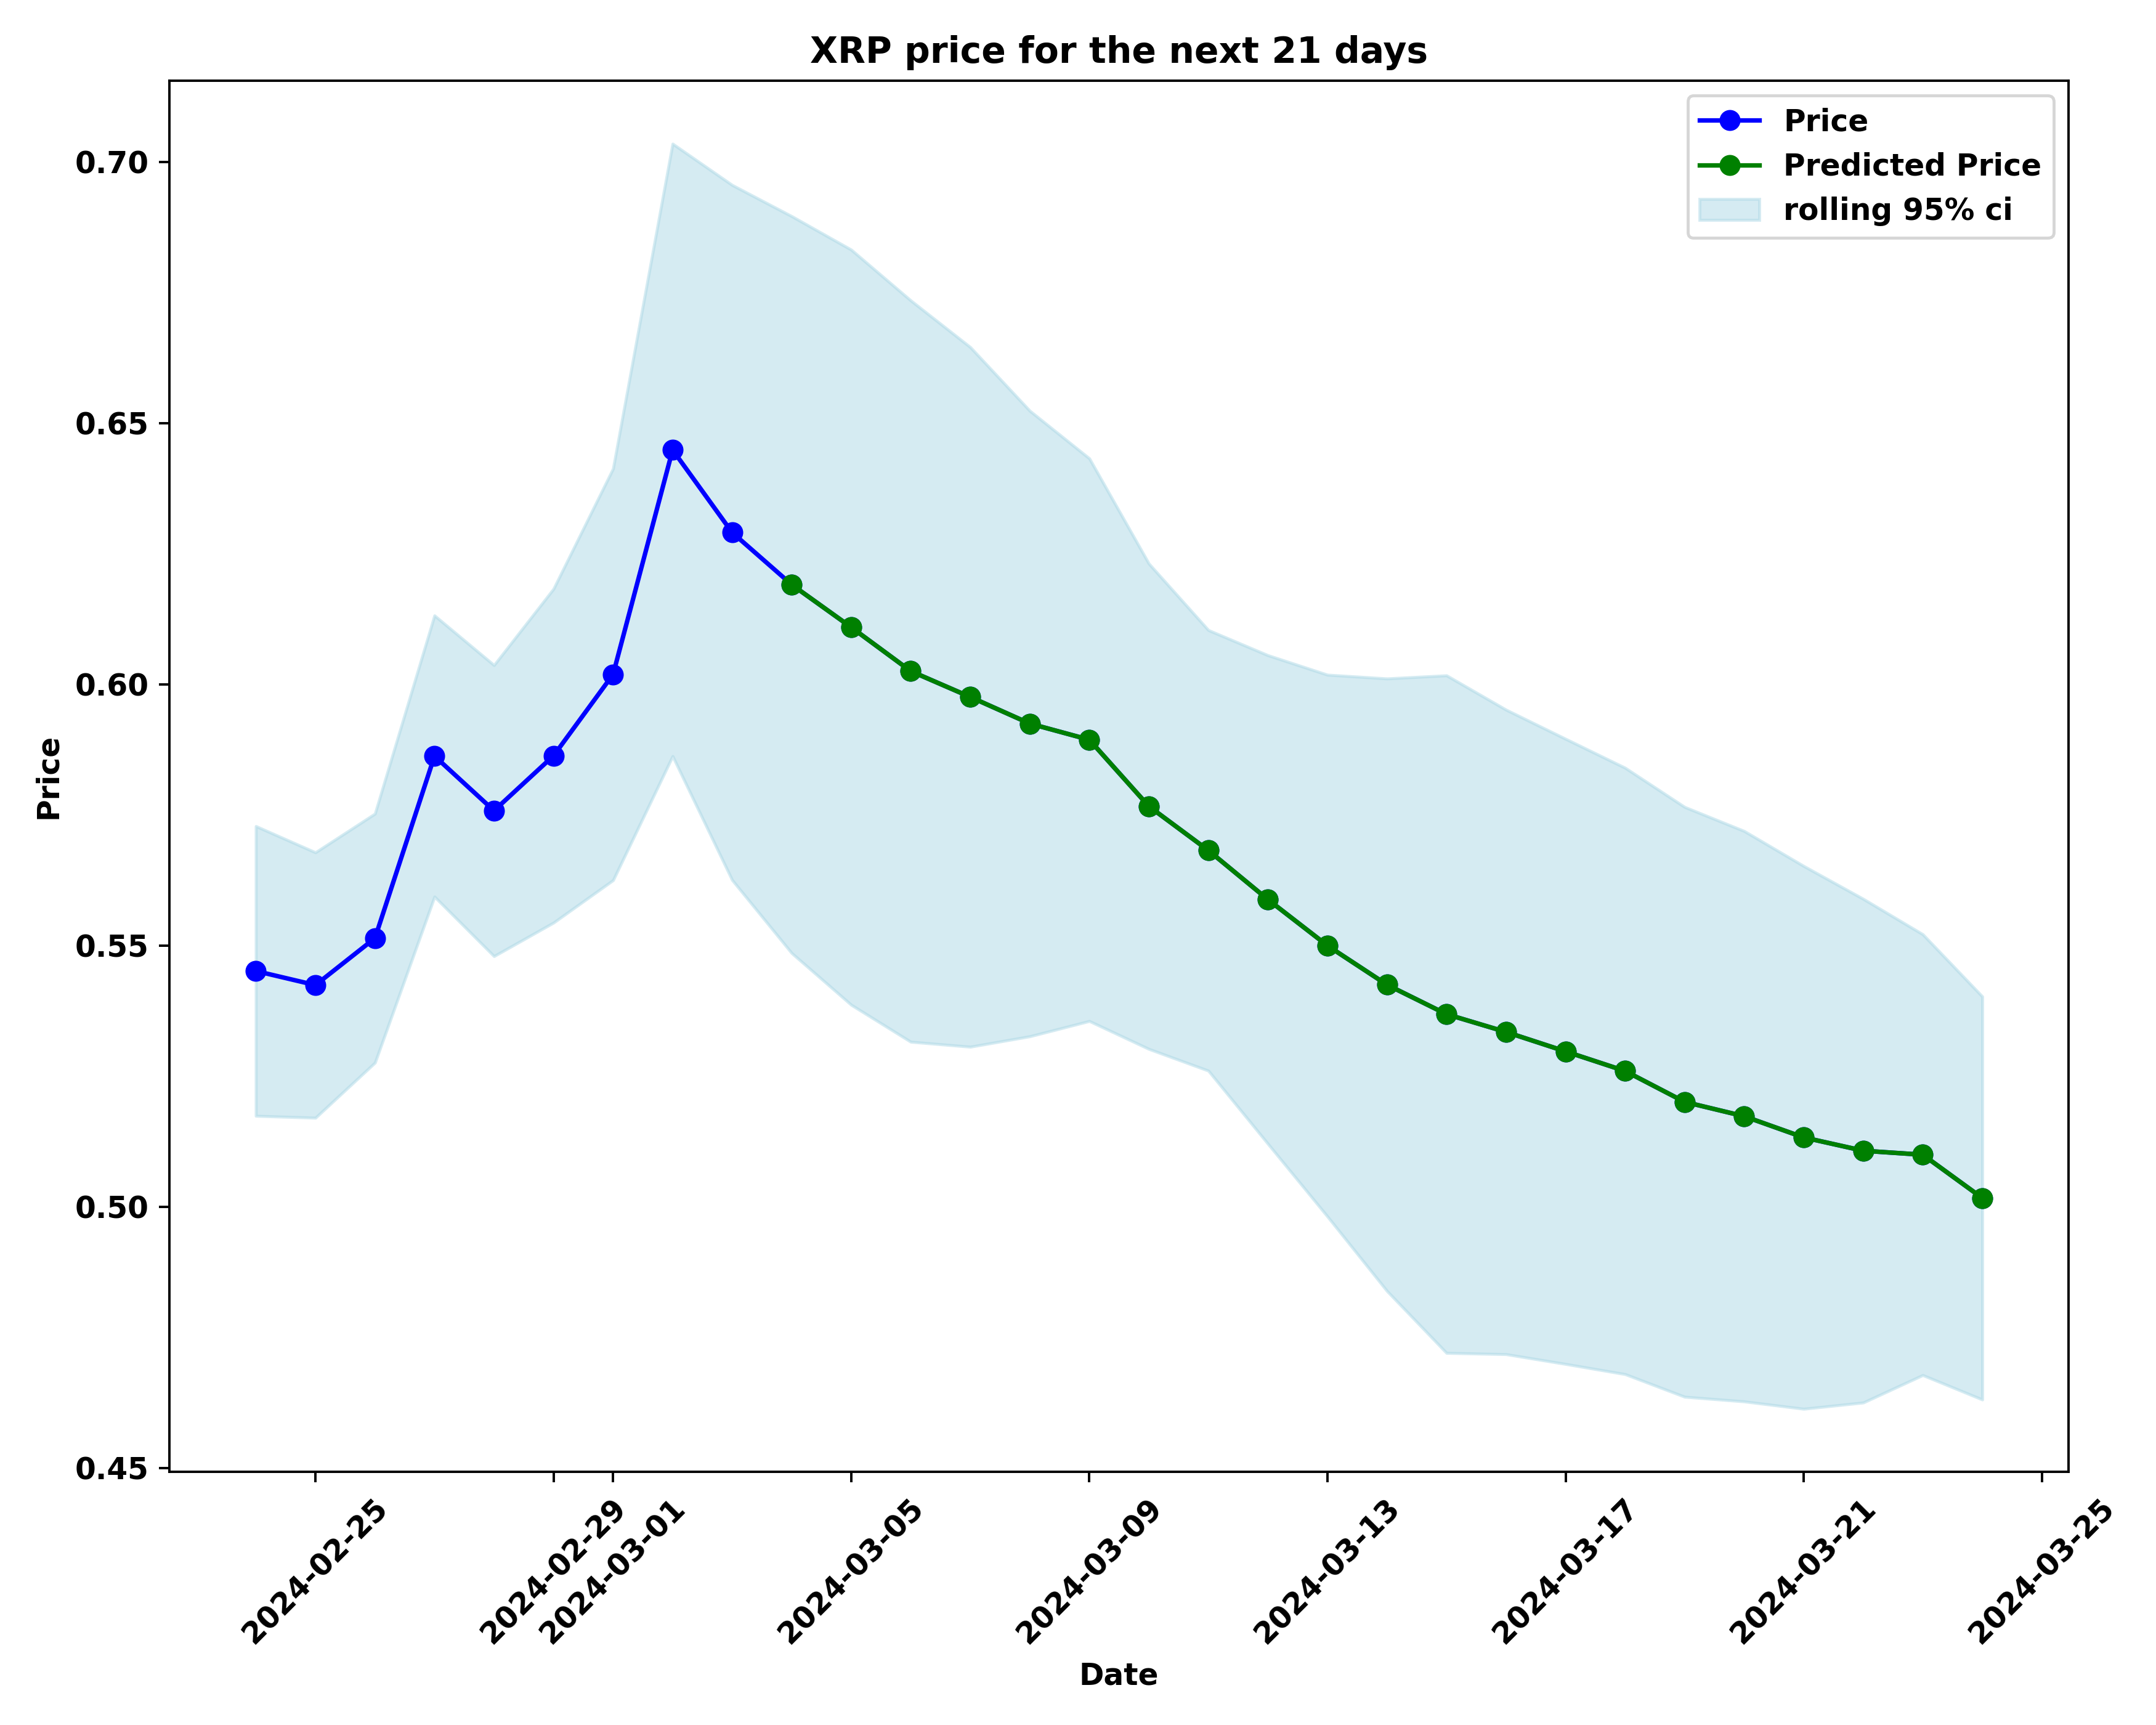 XRP price for the next 21 days
Price
Predicted Price
rolling 95% ci
0.70
0.65
0.60
0.55
0.50
0.45
Price
2024-02-25
2024-02-29
2024-03-01
2024-03-05
2024-03-09
2024-03-13
2024-03-17
2024-03-21
2024-03-25
Date